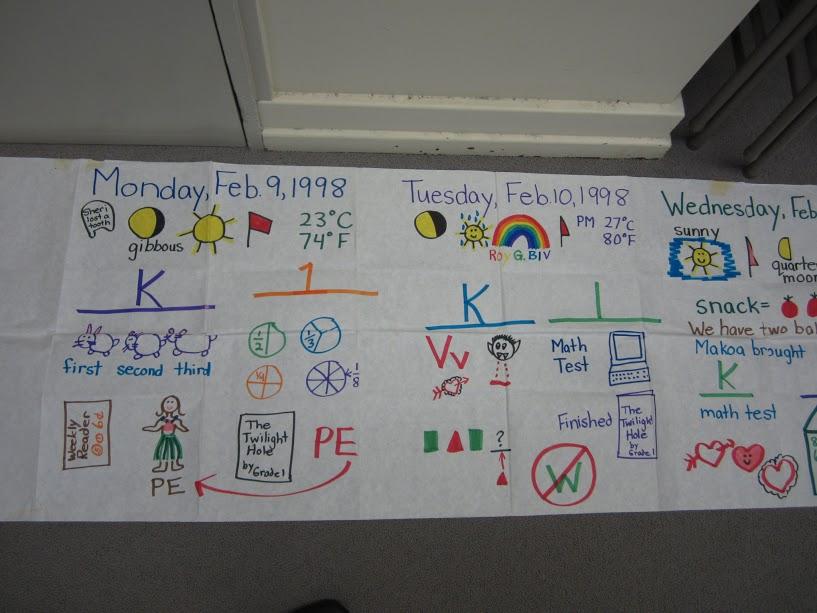 Monday, Feb. 9, 1998
Sheri
lost a
tooth
gibbous
23°C
74°F
K
1
first second third
1/2
1/3
1/4
1/8
Weekly
Reader
PE
The
Twilight
Hole
by Grade 1
PE
Tuesday, Feb. 10, 1998
Roy G. BIV
PM 27°C
80°F
K
1
Vv
Math
Test
?
Finished
The
Twilight
Hole
by
Grade 1
W
Wednesday, Feb
sunny
quarte
moon
snack=
We have two ba
Makoa brought
K
math test